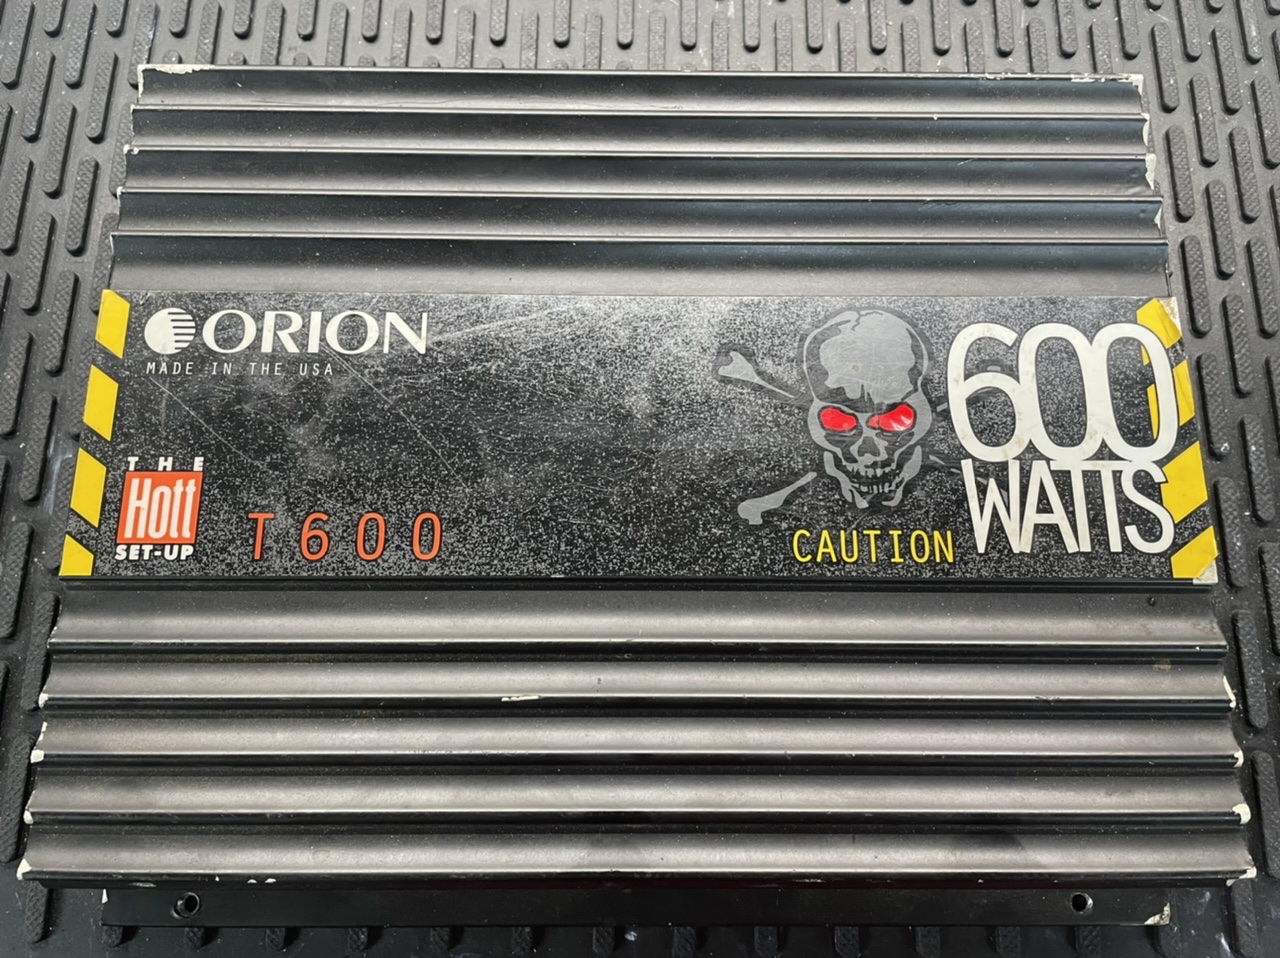 ORION
MADE IN THE USA
THE
Hott
SET-UP
T600
CAUTION
600
WATTS